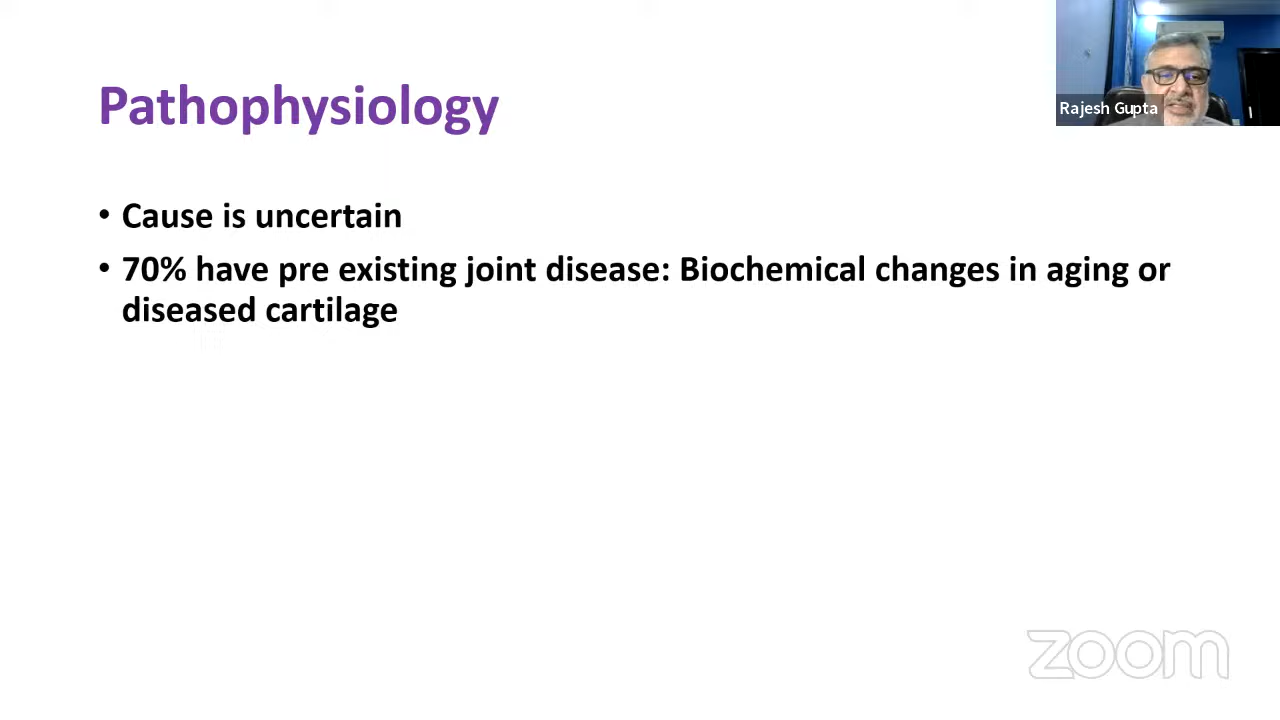 Pathophysiology
Rajesh Gupta
• Cause is uncertain
• 70% have pre existing joint disease: Biochemical changes in aging or
diseased cartilage
zoom